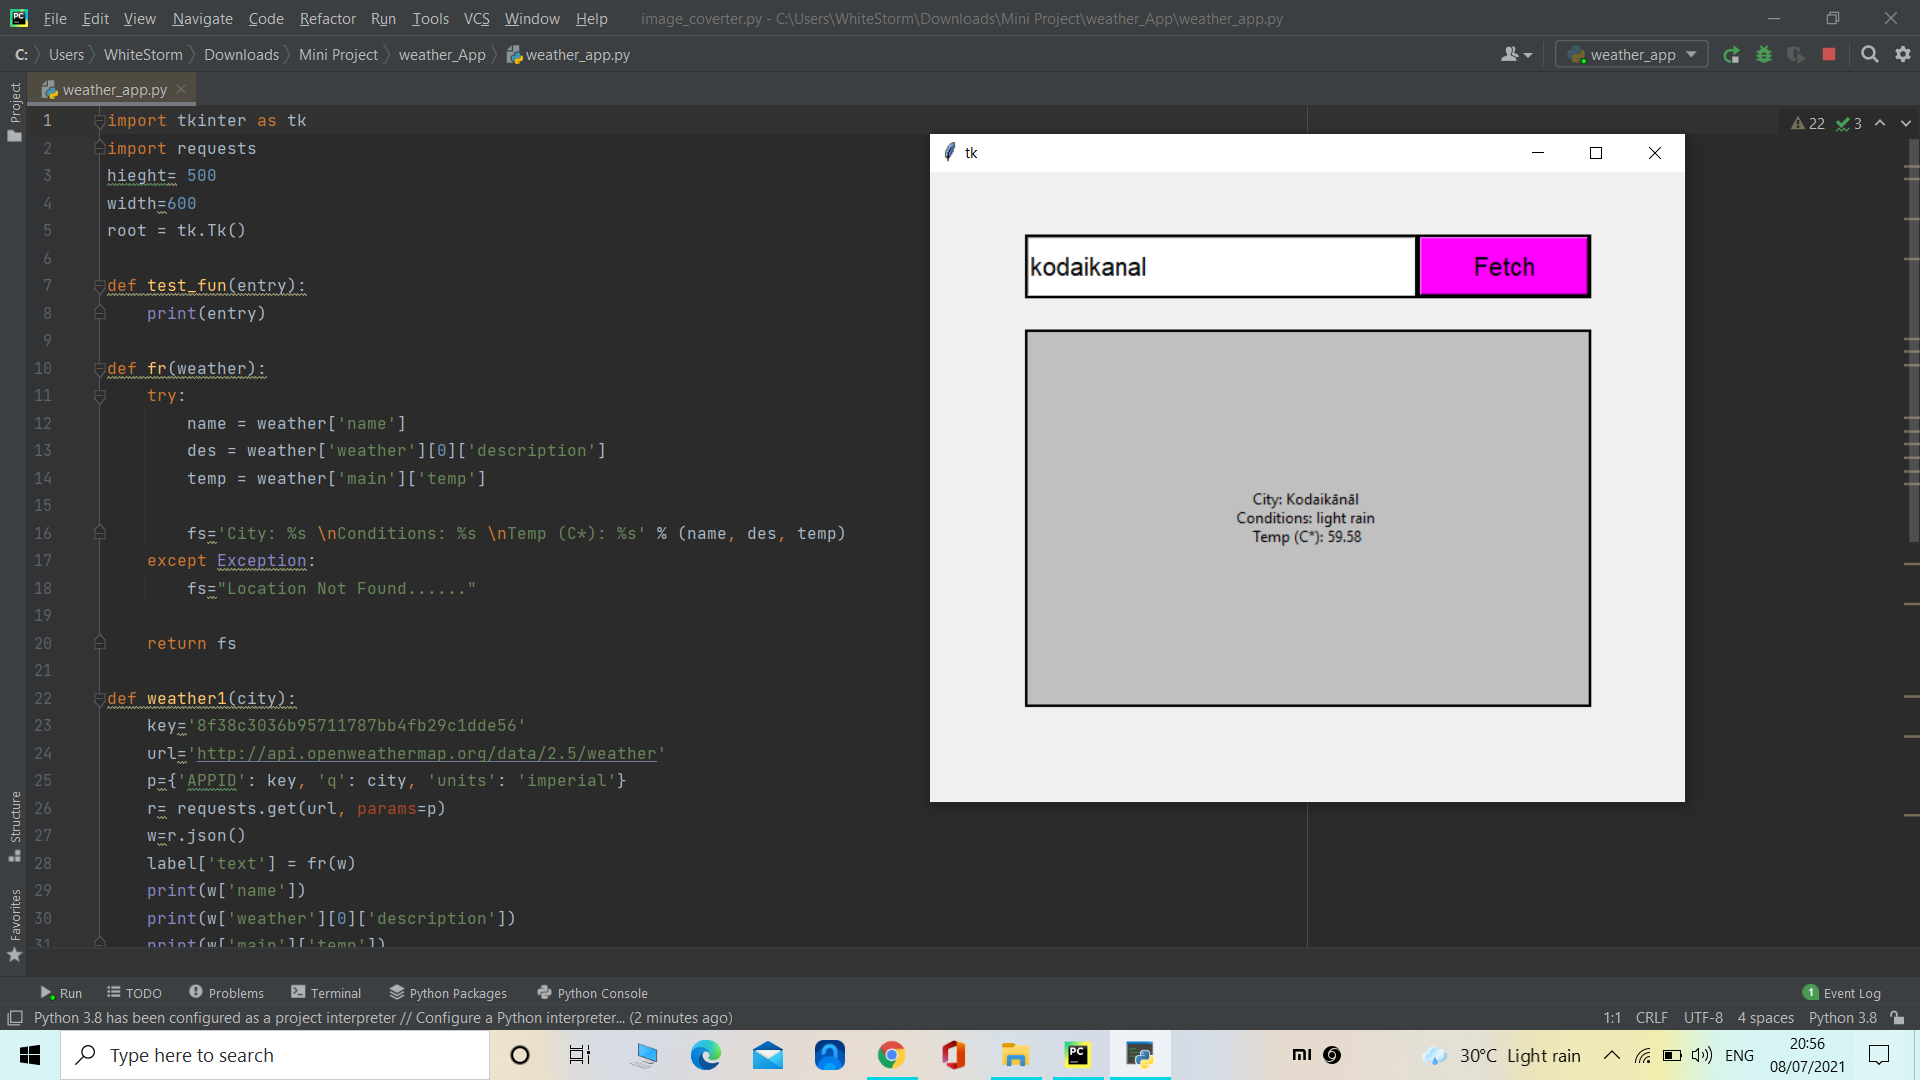 File Edit View Navigate Code Refactor Run Tools VCS Window Help image_coverter.py - C:\Users\WhiteStorm\Downloads\Mini Project\weather_App\weather_app.py
C: Users WhiteStorm Downloads Mini Project weather_App weather_app.py weather_app
Project
weather_app.py
22 3
1 import tkinter as tk
2 import requests
3 hieght= 500
4 width=600
5 root = tk.Tk()
6
7 def test_fun(entry):
8 print(entry)
9
10 def fr(weather):
11 try:
12 name = weather['name']
13 des = weather['weather'][0]['description']
14 temp = weather['main']['temp']
15
16 fs='City: %s \nConditions: %s \nTemp (C*): %s' % (name, des, temp)
17 except Exception:
18 fs="Location Not Found......"
19
20 return fs
21
22 def weather1(city):
23 key='8f38c3036b95711787bb4fb29c1dde56'
24 url='http://api.openweathermap.org/data/2.5/weather'
25 p={'APPID': key, 'q': city, 'units': 'imperial'}
26 r= requests.get(url, params=p)
27 w=r.json()
28 label['text'] = fr(w)
29 print(w['name'])
30 print(w['weather'][0]['description'])
31 print(w['main']['temp'])
tk
kodaikanal
Fetch
City: Kodaikānāl
Conditions: light rain
Temp (C*): 59.58
Structure
Favorites
Run TODO Problems Terminal Python Packages Python Console 1 Event Log
Python 3.8 has been configured as a project interpreter // Configure a Python interpreter... (2 minutes ago) 1:1 CRLF UTF-8 4 spaces Python 3.8
Type here to search
30°C Light rain ENG
20:56
08/07/2021